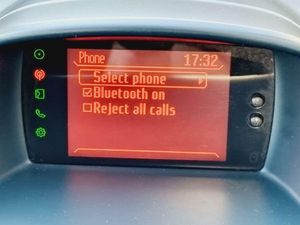 Phone 17:32
Select phone
Bluetooth on
Reject all calls